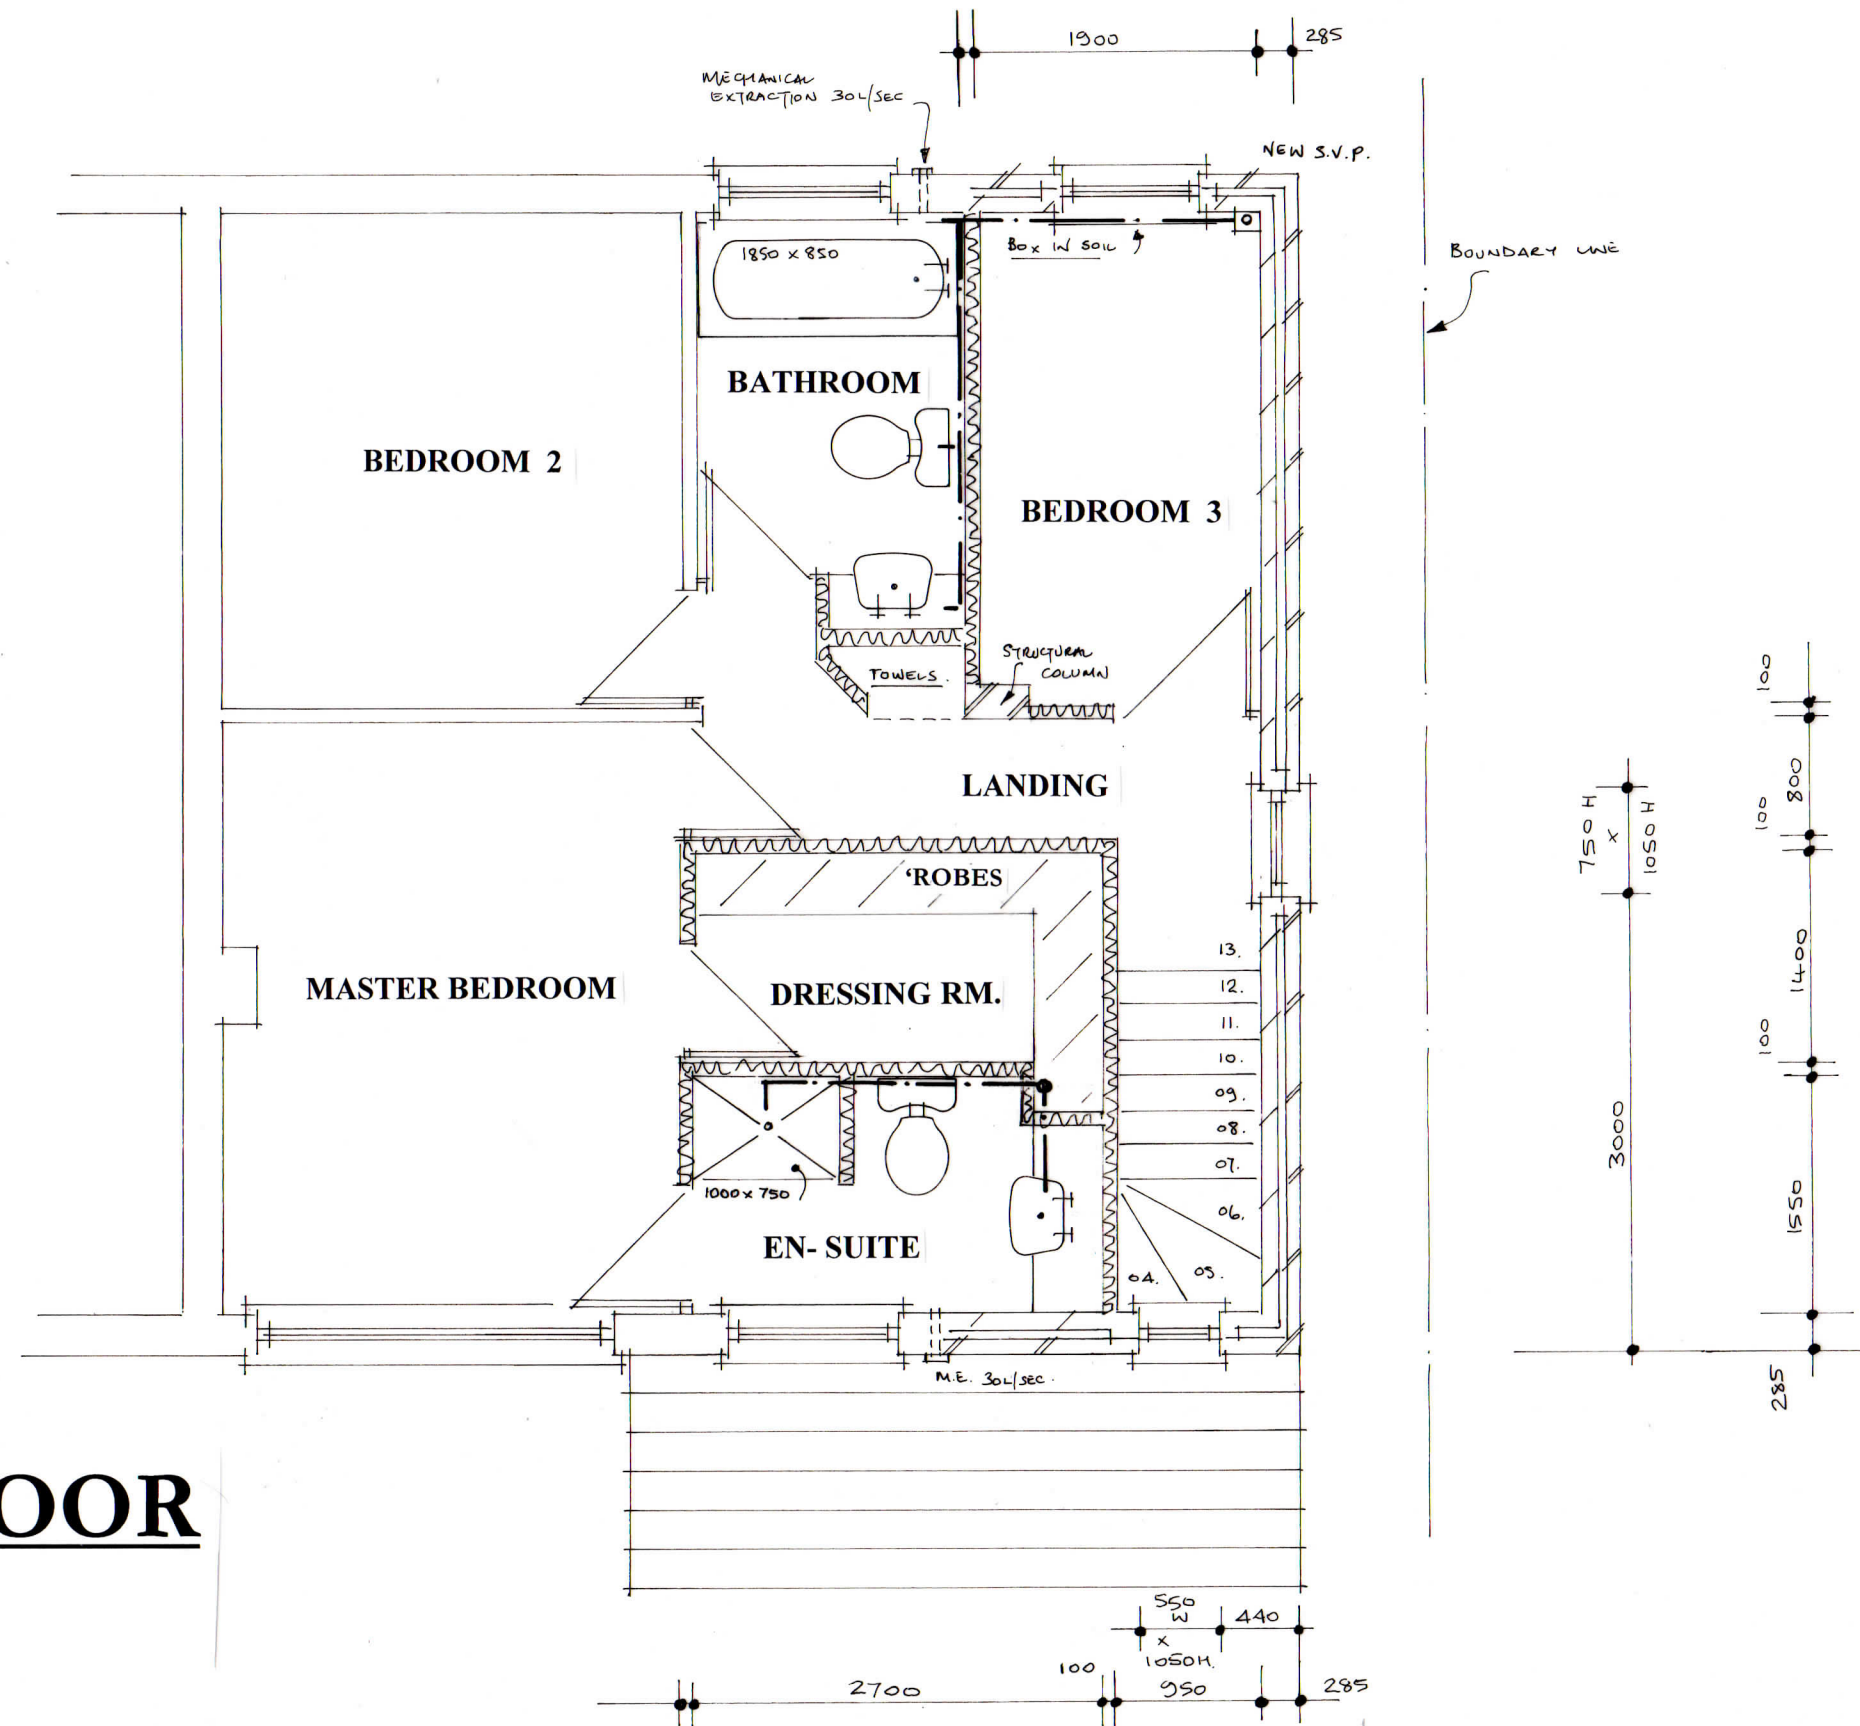 1900
285
MECHANICAL
EXTRACTION 30L/SEC
NEW S.V.P.
BOX IN SOIL
1850 x 850
BOUNDARY LINE
BATHROOM
BEDROOM 2
BEDROOM 3
STRUCTURAL
COLUMN
TOWELS.
100
800
100
750 H
x
1050 H
LANDING
'ROBES
13.
1400
MASTER BEDROOM
DRESSING RM.
12.
11.
10.
100
09.
08.
3000
07.
1000 x 750
06.
1550
EN- SUITE
04.
05.
M.E. 30L/SEC.
285
OOR
550
W
x
1050H.
440
100
2700
950
285